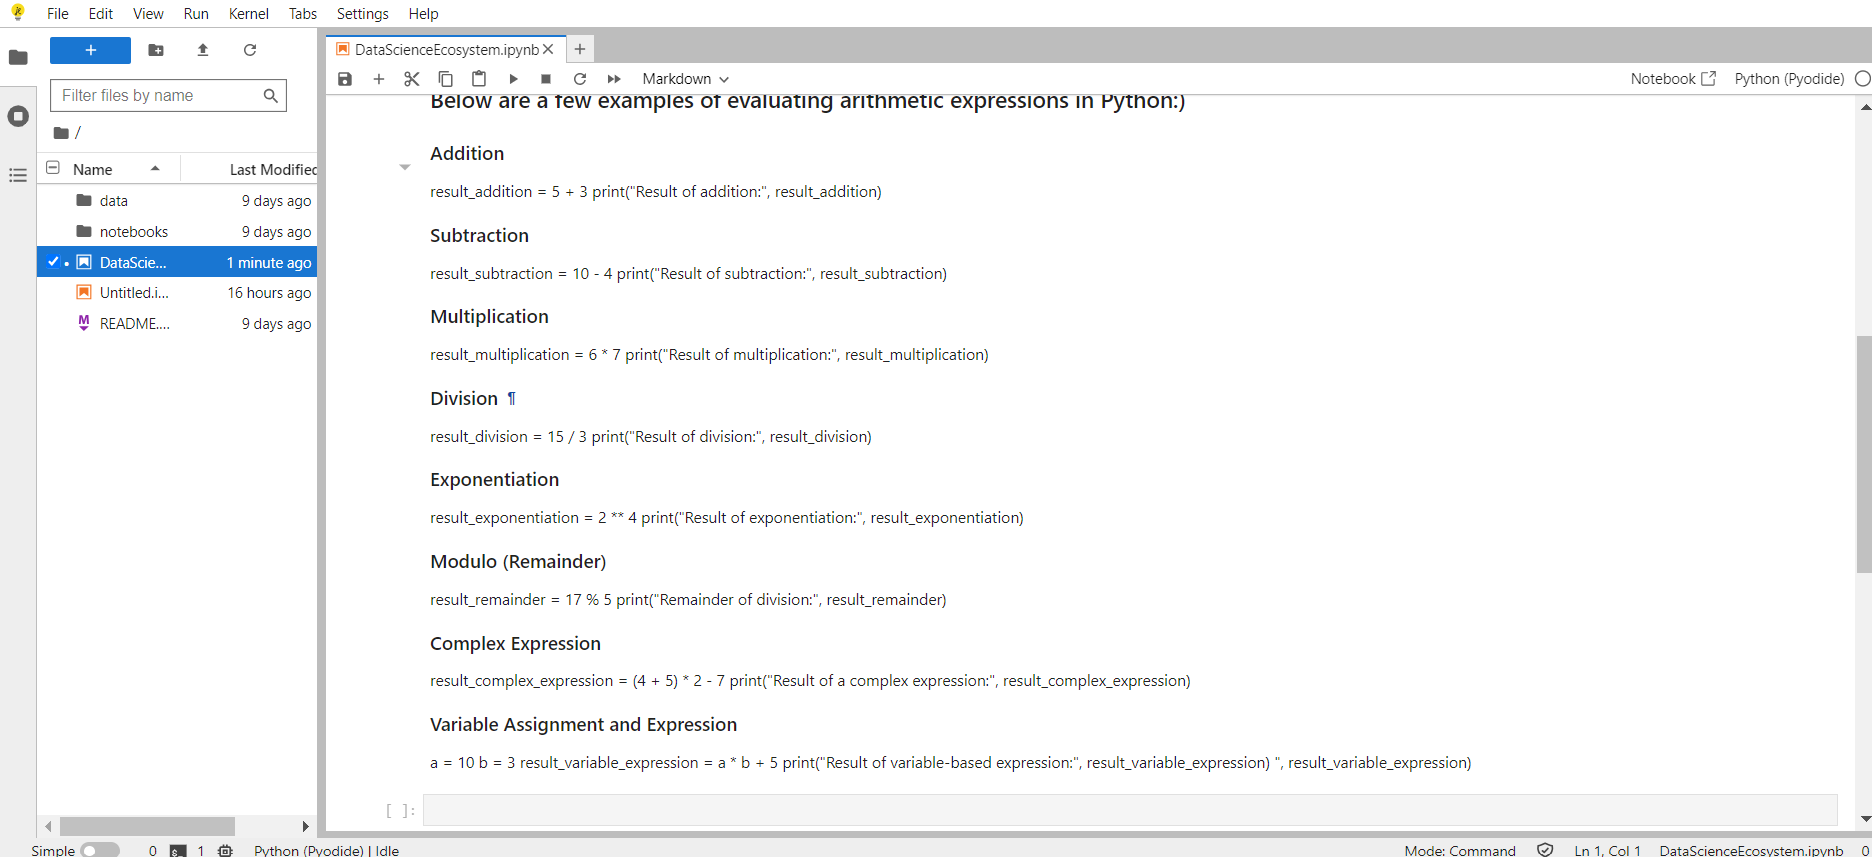 File Edit View Run Kernel Tabs Settings Help
+
Filter files by name
/
Name Last Modified
data 9 days ago
notebooks 9 days ago
DataScie... 1 minute ago
Untitled.i... 16 hours ago
README.... 9 days ago
DataScienceEcosystem.ipynb
Markdown
Notebook Python (Pyodide)
Below are a few examples of evaluating arithmetic expressions in Python:)
Addition
result_addition = 5 + 3 print("Result of addition:", result_addition)
Subtraction
result_subtraction = 10 - 4 print("Result of subtraction:", result_subtraction)
Multiplication
result_multiplication = 6 * 7 print("Result of multiplication:", result_multiplication)
Division ¶
result_division = 15 / 3 print("Result of division:", result_division)
Exponentiation
result_exponentiation = 2 ** 4 print("Result of exponentiation:", result_exponentiation)
Modulo (Remainder)
result_remainder = 17 % 5 print("Remainder of division:", result_remainder)
Complex Expression
result_complex_expression = (4 + 5) * 2 - 7 print("Result of a complex expression:", result_complex_expression)
Variable Assignment and Expression
a = 10 b = 3 result_variable_expression = a * b + 5 print("Result of variable-based expression:", result_variable_expression) ", result_variable_expression)
[ ]:
Simple 0 1 Python (Pyodide) | Idle Mode: Command Ln 1, Col 1 DataScienceEcosystem.ipynb 0